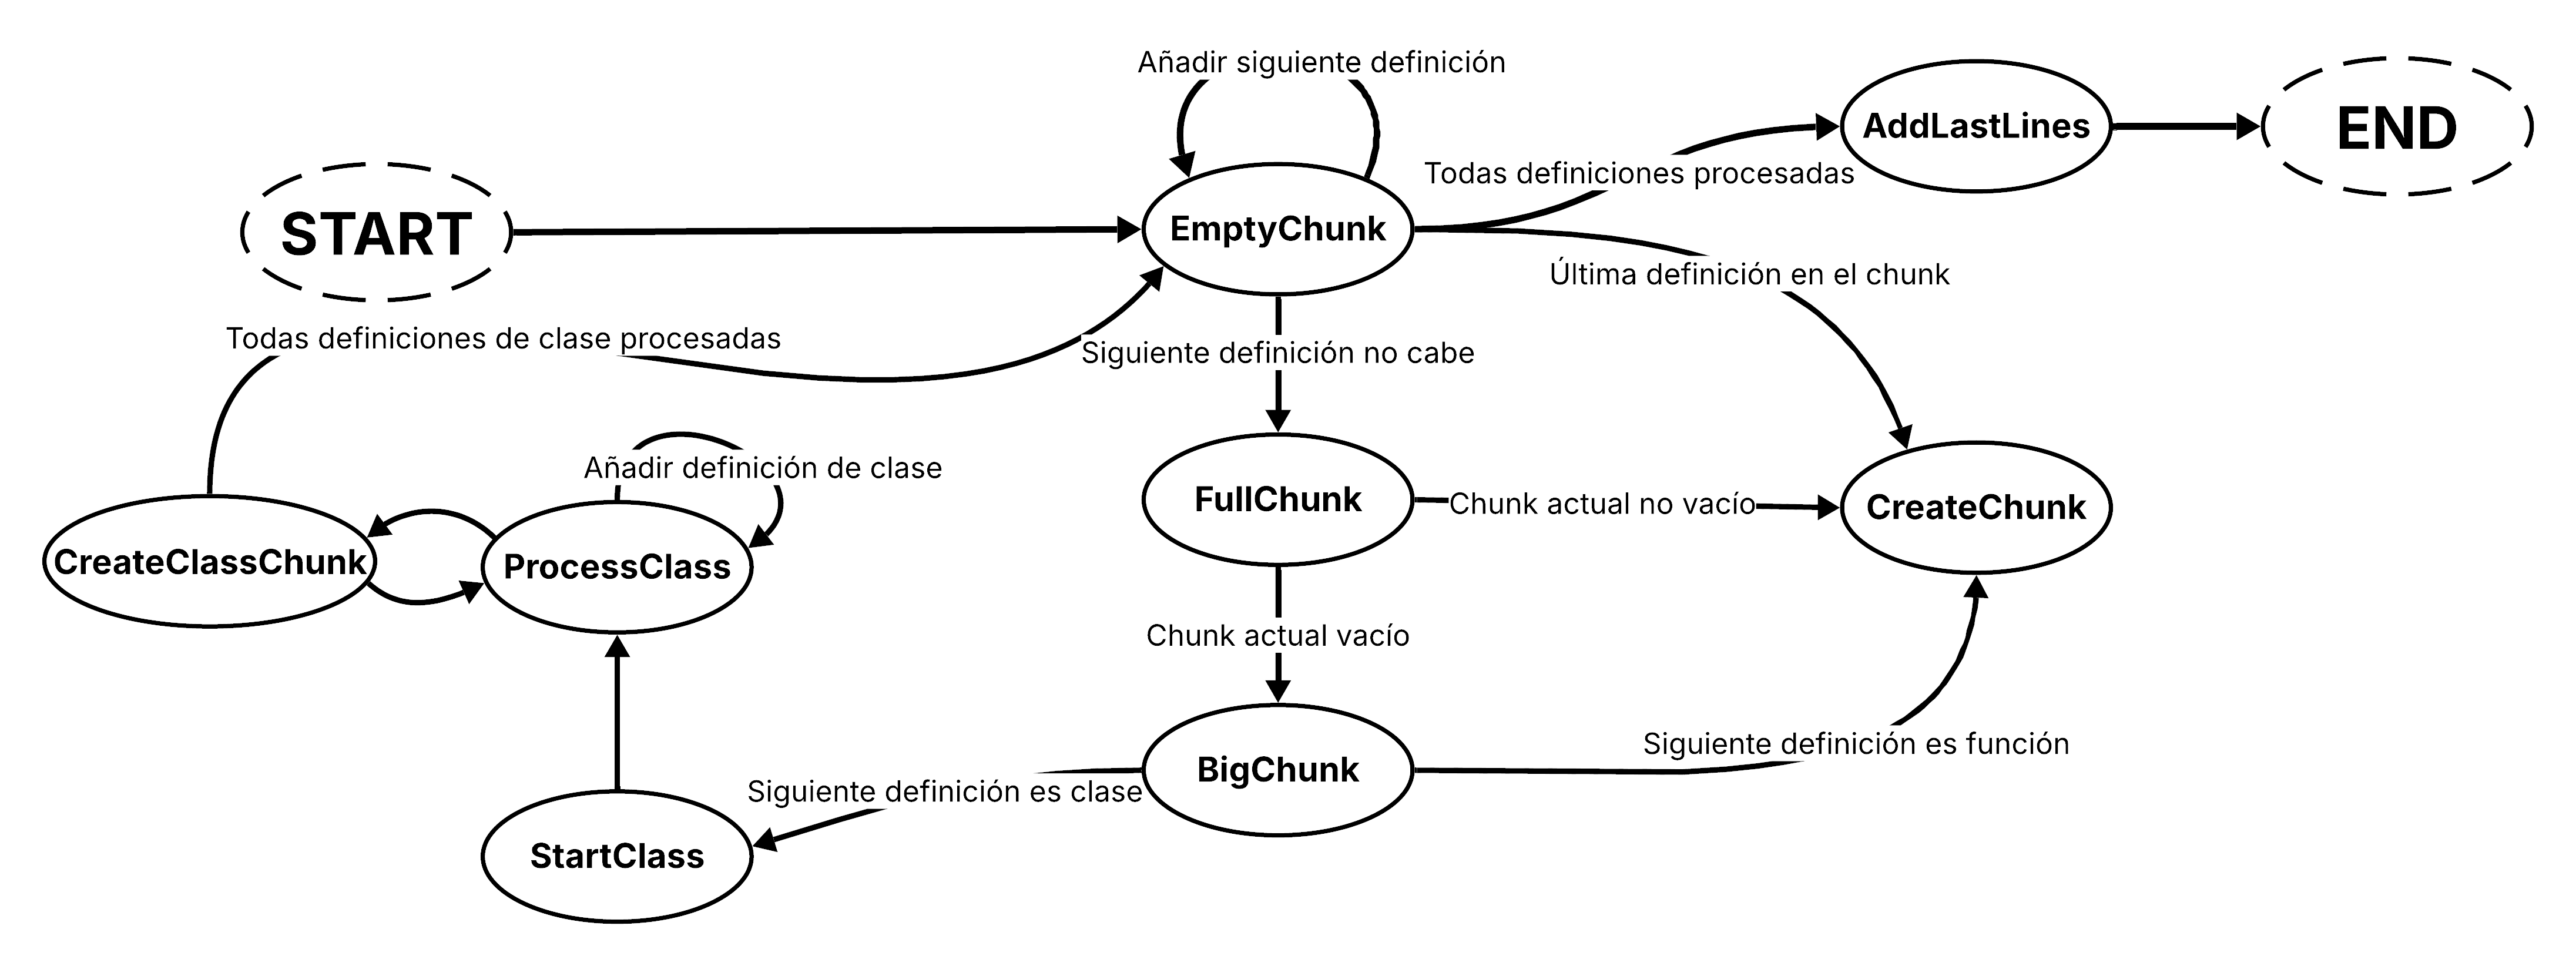 Añadir siguiente definición
AddLastLines
END
Todas definiciones procesadas
START
EmptyChunk
Última definición en el chunk
Todas definiciones de clase procesadas
Siguiente definición no cabe
Añadir definición de clase
FullChunk
Chunk actual no vacío
CreateChunk
CreateClassChunk
ProcessClass
Chunk actual vacío
Siguiente definición es función
BigChunk
Siguiente definición es clase
StartClass